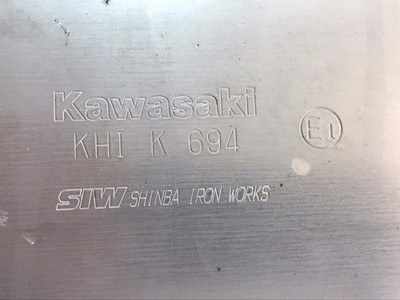 Kawasaki
KHI K 694 E1
SIW SHINBA IRON WORKS